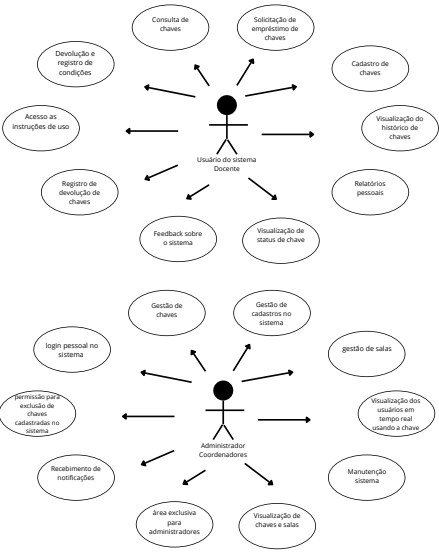 Consulta de
chaves
Solicitação de
empréstimo de
chaves
Devolução e
registro de
condições
Cadastro de
chaves
Acesso as
instruções de uso
Visualização do
histórico de
chaves
Usuário do sistema
Docente
Registro de
devolução de
chaves
Relatórios
pessoais
Feedback sobre
o sistema
Visualização de
status de chave
Gestão de
chaves
Gestão de
cadastros no
sistema
login pessoal no
sistema
gestão de salas
permissão para
exclusão de
chaves
cadastradas no
sistema
Visualização dos
usuários em
tempo real
usando a chave
Administrador
Coordenadores
Recebimento de
notificações
Manutenção
sistema
área exclusiva
para
administradores
Visualização de
chaves e salas